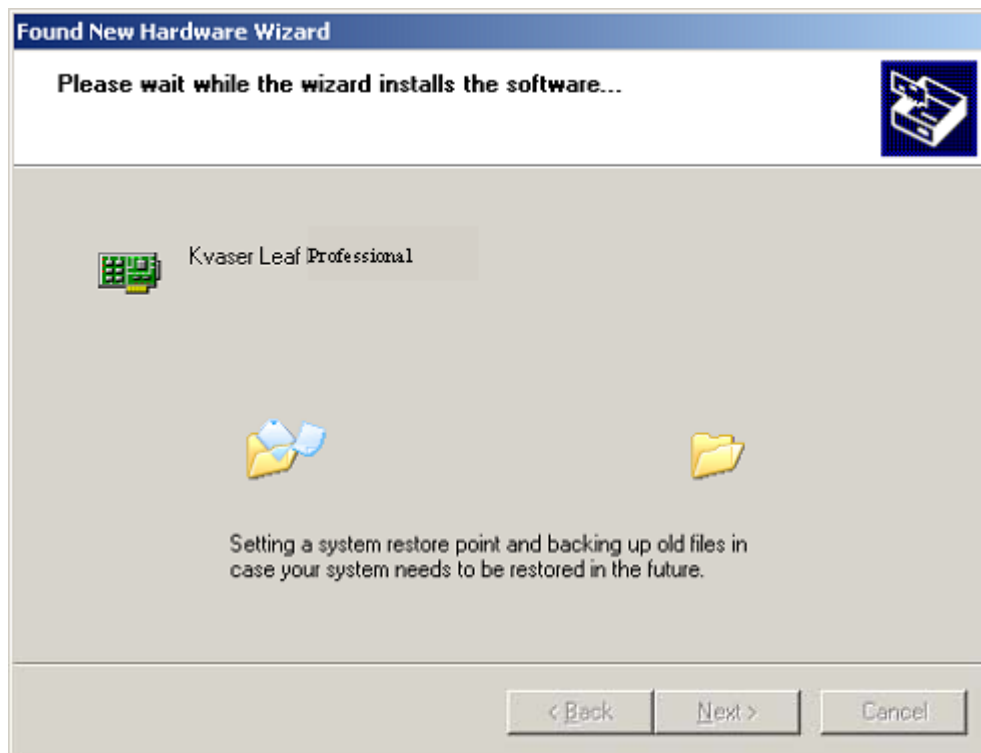 Found New Hardware Wizard
Please wait while the wizard installs the software...
Kvaser Leaf Professional
Setting a system restore point and backing up old files in
case your system needs to be restored in the future.
< Back Next > Cancel